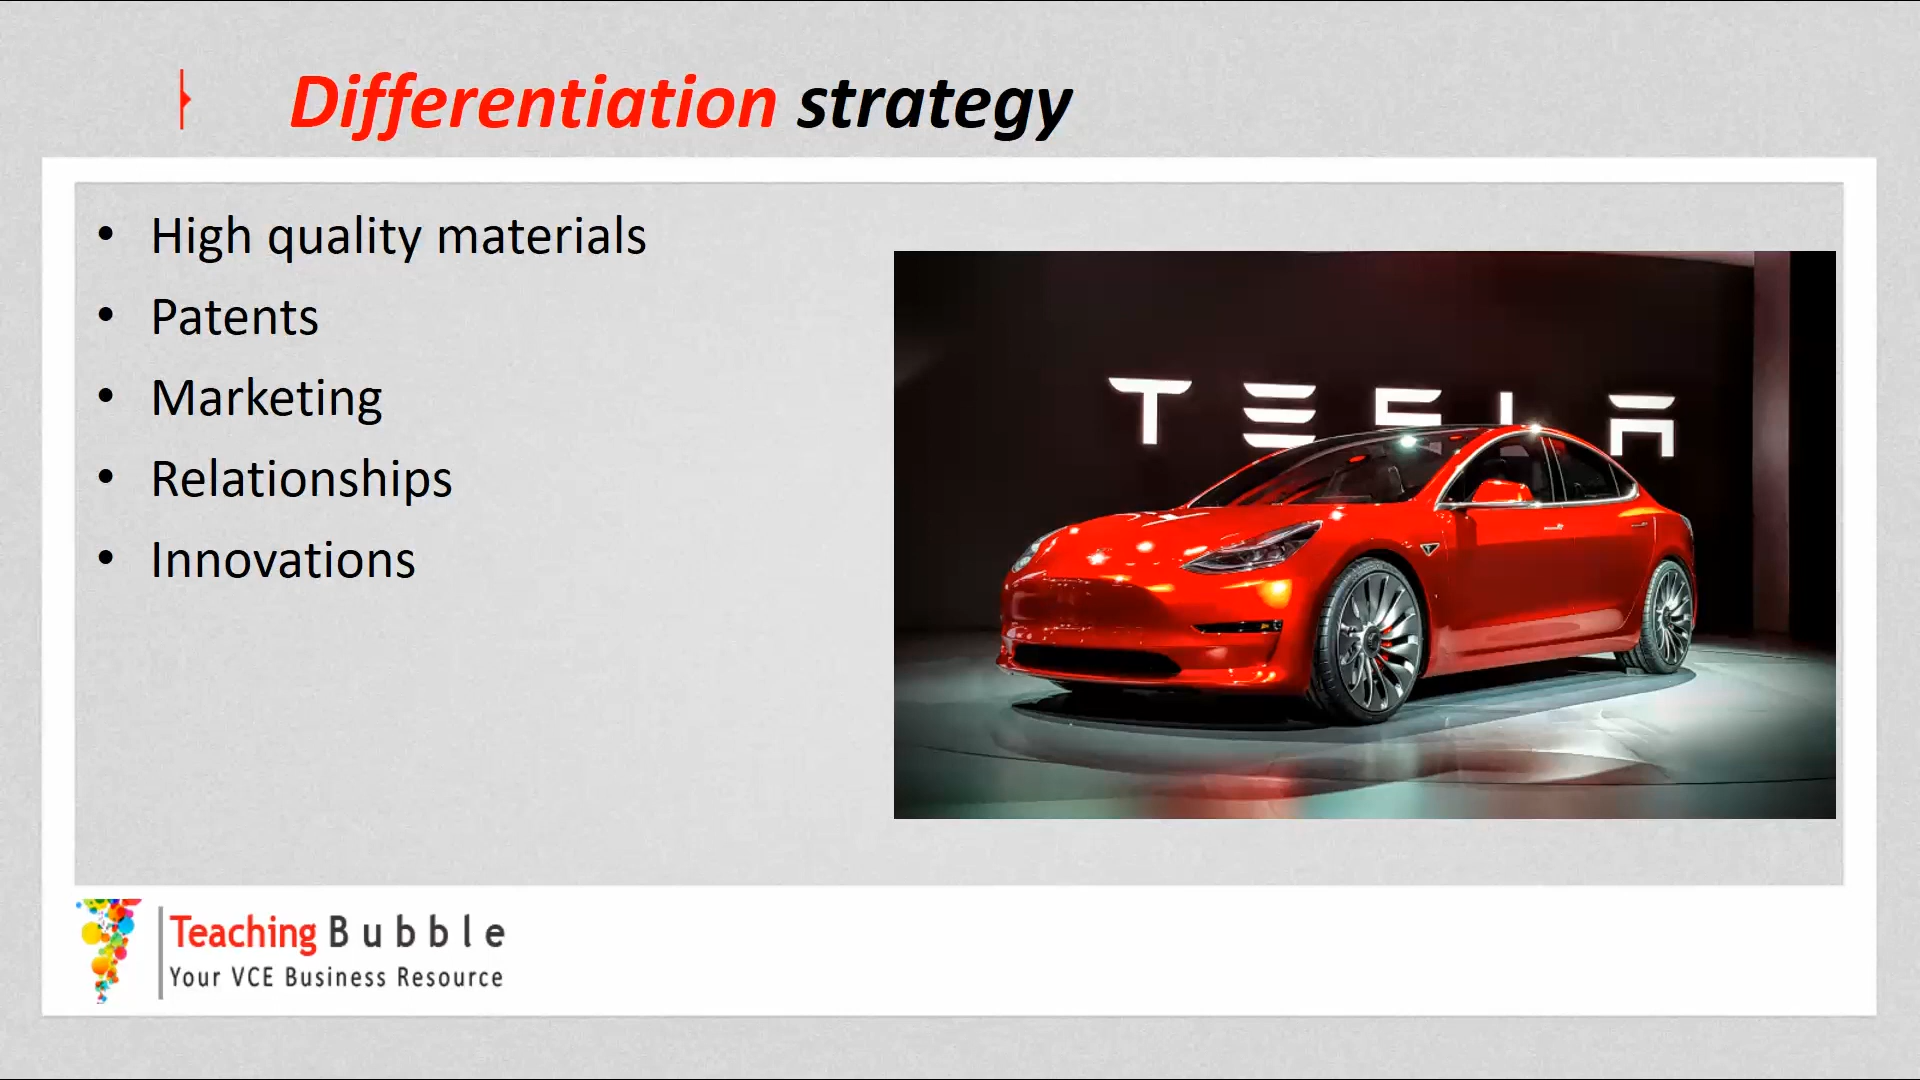 Differentiation strategy
• High quality materials
• Patents
• Marketing
• Relationships
• Innovations
TESLA
Teaching Bubble
Your VCE Business Resource